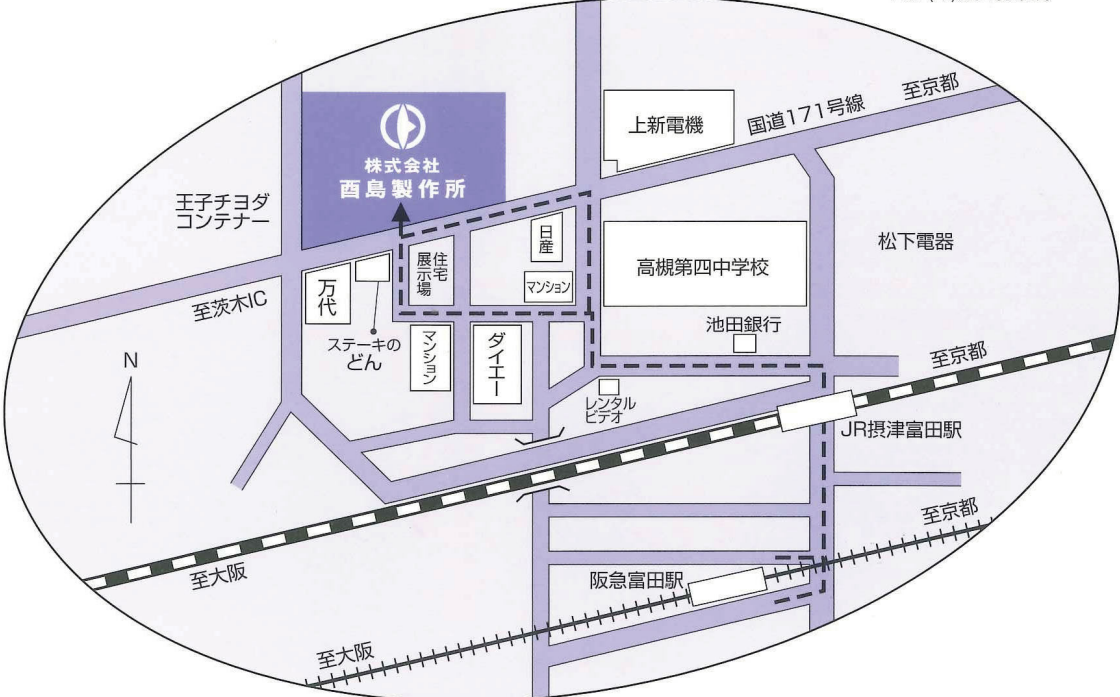 株式会社
酉島製作所
上新電機
国道171号線
至京都
王子チヨダ
コンテナー
日産
松下電器
高槻第四中学校
住宅
展示場
マンション
万代
至茨木IC
池田銀行
ステーキの
どん
マンション
ダイエー
至京都
N
レンタル
ビデオ
JR摂津富田駅
至京都
至大阪
阪急富田駅
至大阪